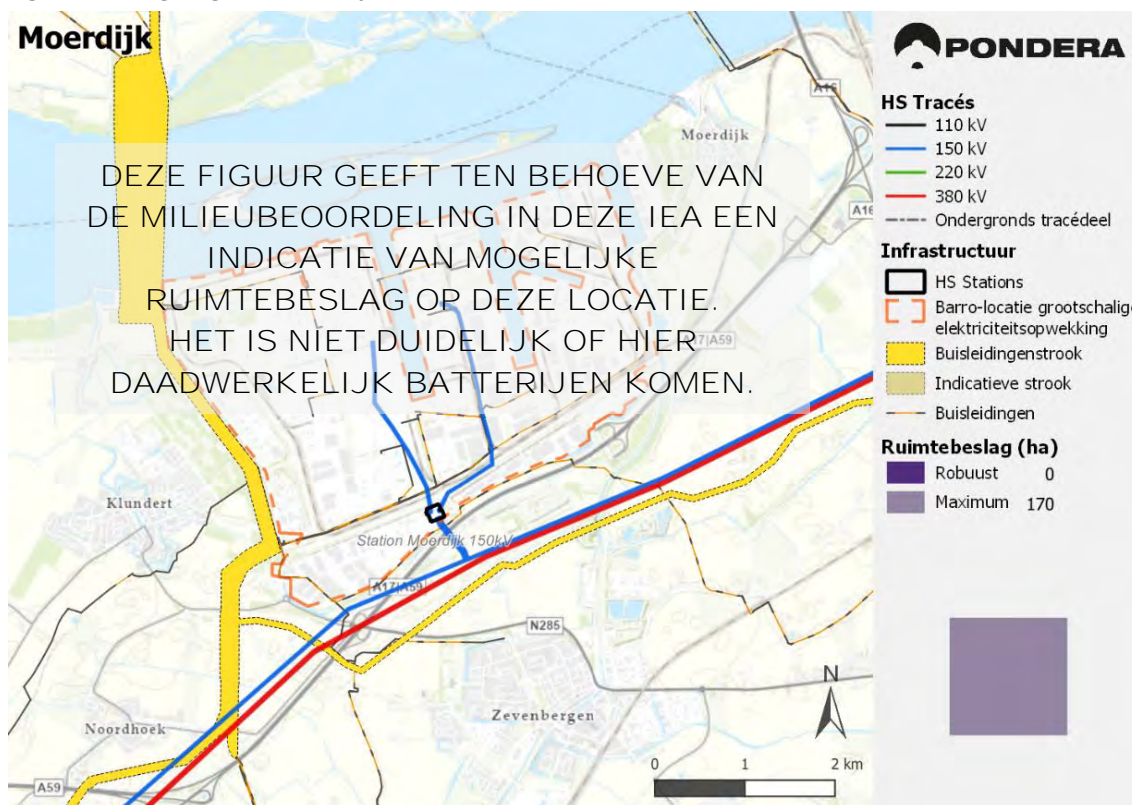 Moerdijk
A16
Moerdijk
DEZE FIGUUR GEEFT TEN BEHOEVE VAN
DE MILIEUBEOORDELING IN DEZE IEA EEN
INDICATIE VAN MOGELIJKE
RUIMTEBESLAG OP DEZE LOCATIE.
HET IS NIET DUIDELIJK OF HIER
DAADWERKELIJK BATTERIJEN KOMEN.
A16
A17|A59
Klundert
Station Moerdijk 150kV
A17|A59
N285
Zevenbergen
Noordhoek
A59
N
0 1 2 km
PONDERA
HS Tracés
110 kV
150 kV
220 kV
380 kV
Ondergronds tracédeel
Infrastructuur
HS Stations
Barro-locatie grootschalig
elektriciteitsopwekking
Buisleidingenstrook
Indicatieve strook
Buisleidingen
Ruimtebeslag (ha)
Robuust 0
Maximum 170